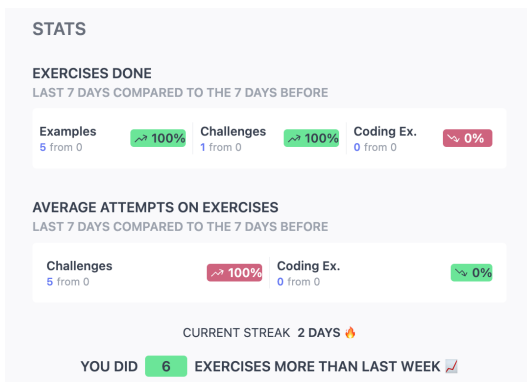 STATS
EXERCISES DONE
LAST 7 DAYS COMPARED TO THE 7 DAYS BEFORE
Examples
5 from 0
100%
Challenges
1 from 0
100%
Coding Ex.
0 from 0
0%
AVERAGE ATTEMPTS ON EXERCISES
LAST 7 DAYS COMPARED TO THE 7 DAYS BEFORE
Challenges
5 from 0
100%
Coding Ex.
0 from 0
0%
CURRENT STREAK 2 DAYS 🔥
YOU DID 6 EXERCISES MORE THAN LAST WEEK 📈